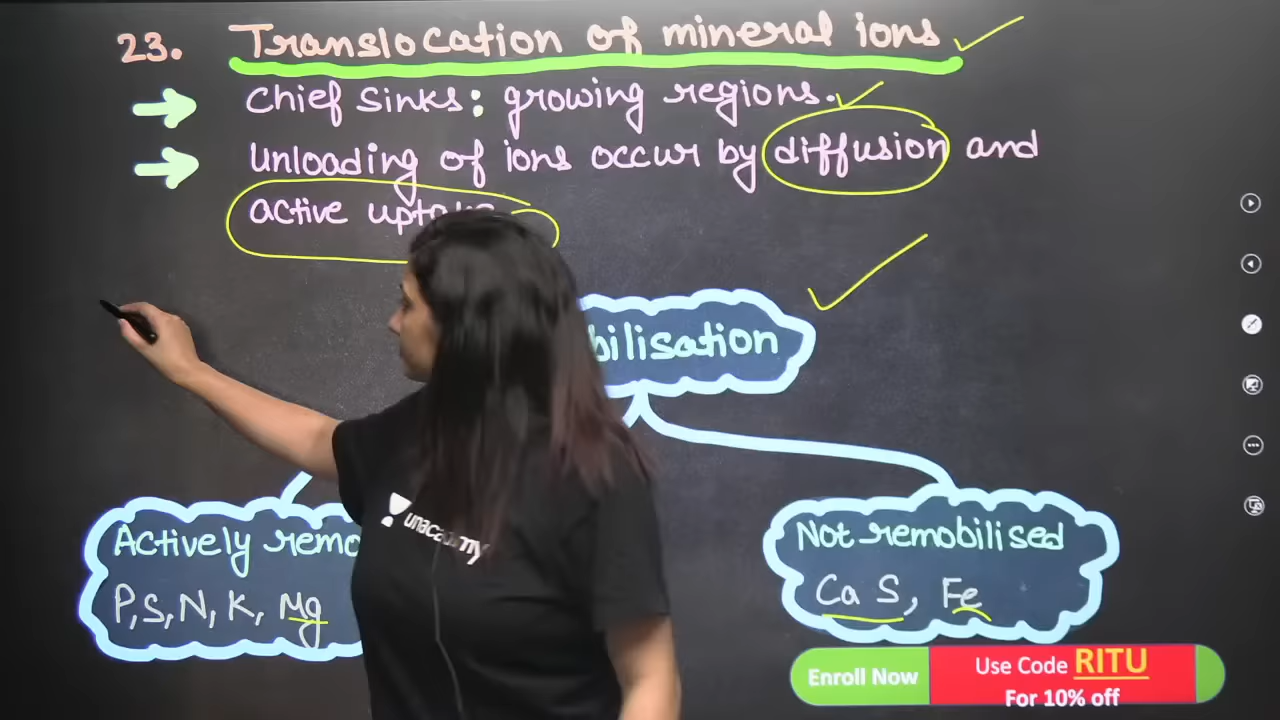 23. Translocation of mineral ions
Chief Sinks: growing regions.
Unloading of ions occur by diffusion and
active uptake
bilisation
Actively remo
P, S, N, K, Mg
Not remobilised
Ca S, Fe
unacademy
Enroll Now
Use Code RITU
For 10% off